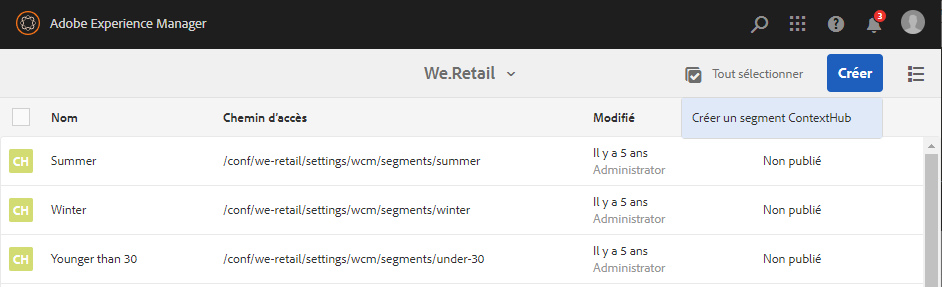 Adobe Experience Manager
3
We.Retail
Tout sélectionner
Créer
Nom
Chemin d'accès
Modifié
Créer un segment ContextHub
CH
Summer
/conf/we-retail/settings/wcm/segments/summer
Il y a 5 ans
Administrator
Non publié
CH
Winter
/conf/we-retail/settings/wcm/segments/winter
Il y a 5 ans
Administrator
Non publié
CH
Younger than 30
/conf/we-retail/settings/wcm/segments/under-30
Il y a 5 ans
Administrator
Non publié